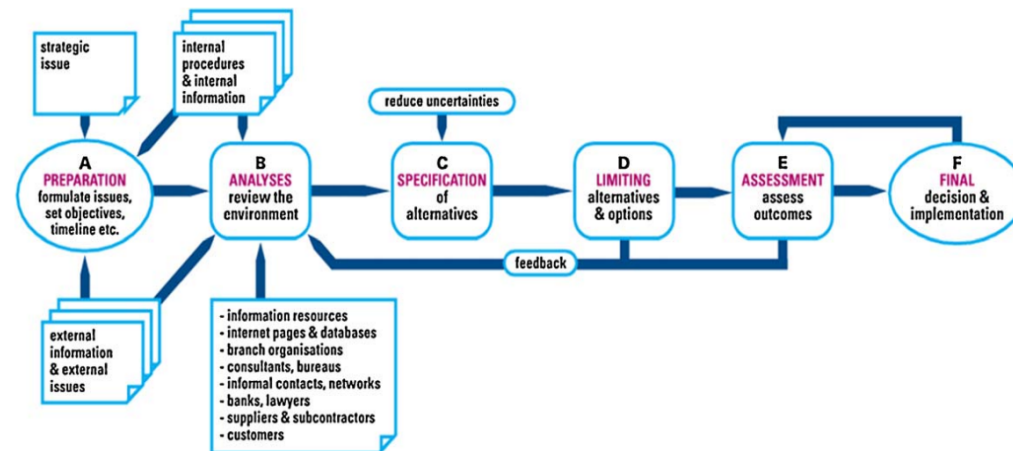 strategic
issue
internal
procedures
& internal
information
reduce uncertainties
A
PREPARATION
formulate issues,
set objectives,
timeline etc.
B
ANALYSES
review the
environment
C
SPECIFICATION
of
alternatives
D
LIMITING
alternatives
& options
E
ASSESSMENT
assess
outcomes
F
FINAL
decision &
implementation
feedback
external
information
& external
issues
- information resources
- internet pages & databases
- branch organisations
- consultants, bureaus
- informal contacts, networks
- banks, lawyers
- suppliers & subcontractors
- customers